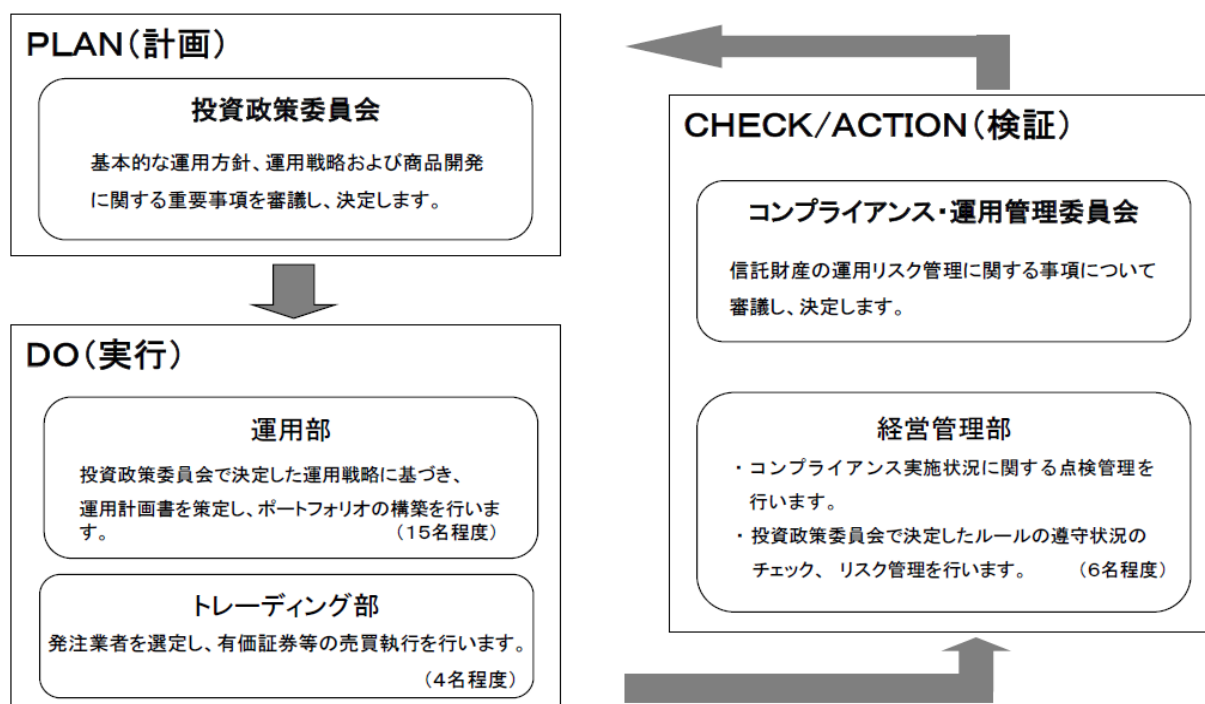 PLAN(計画)
投資政策委員会
基本的な運用方針、運用戦略および商品開発
に関する重要事項を審議し、決定します。
DO(実行)
運用部
投資政策委員会で決定した運用戦略に基づき、
運用計画書を策定し、ポートフォリオの構築を行いま
す。 (15名程度)
トレーディング部
発注業者を選定し、有価証券等の売買執行を行います。
(4名程度)
CHECK/ACTION(検証)
コンプライアンス・運用管理委員会
信託財産の運用リスク管理に関する事項について
審議し、決定します。
経営管理部
・コンプライアンス実施状況に関する点検管理を
行います。
・投資政策委員会で決定したルールの遵守状況の
チェック、 リスク管理を行います。 (6名程度)